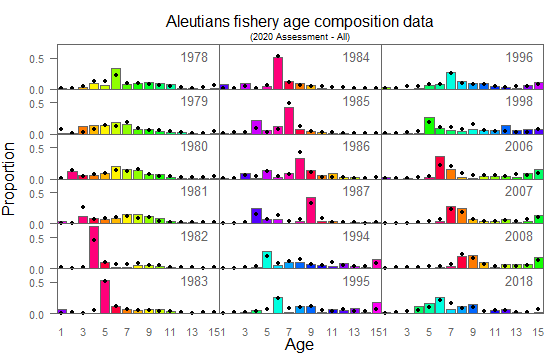 Aleutians fishery age composition data
(2020 Assessment - All)
0.5 1978 1984 1996
0.0
0.5 1979 1985 1998
0.0
0.5 1980 1986 2006
0.0
0.5 1981 1987 2007
0.0
0.5 1982 1994 2008
0.0
0.5 1983 1995 2018
0.0
1 3 5 7 9 11 13 15 1 3 5 7 9 11 13 15 1 3 5 7 9 11 13 15
Age
Proportion